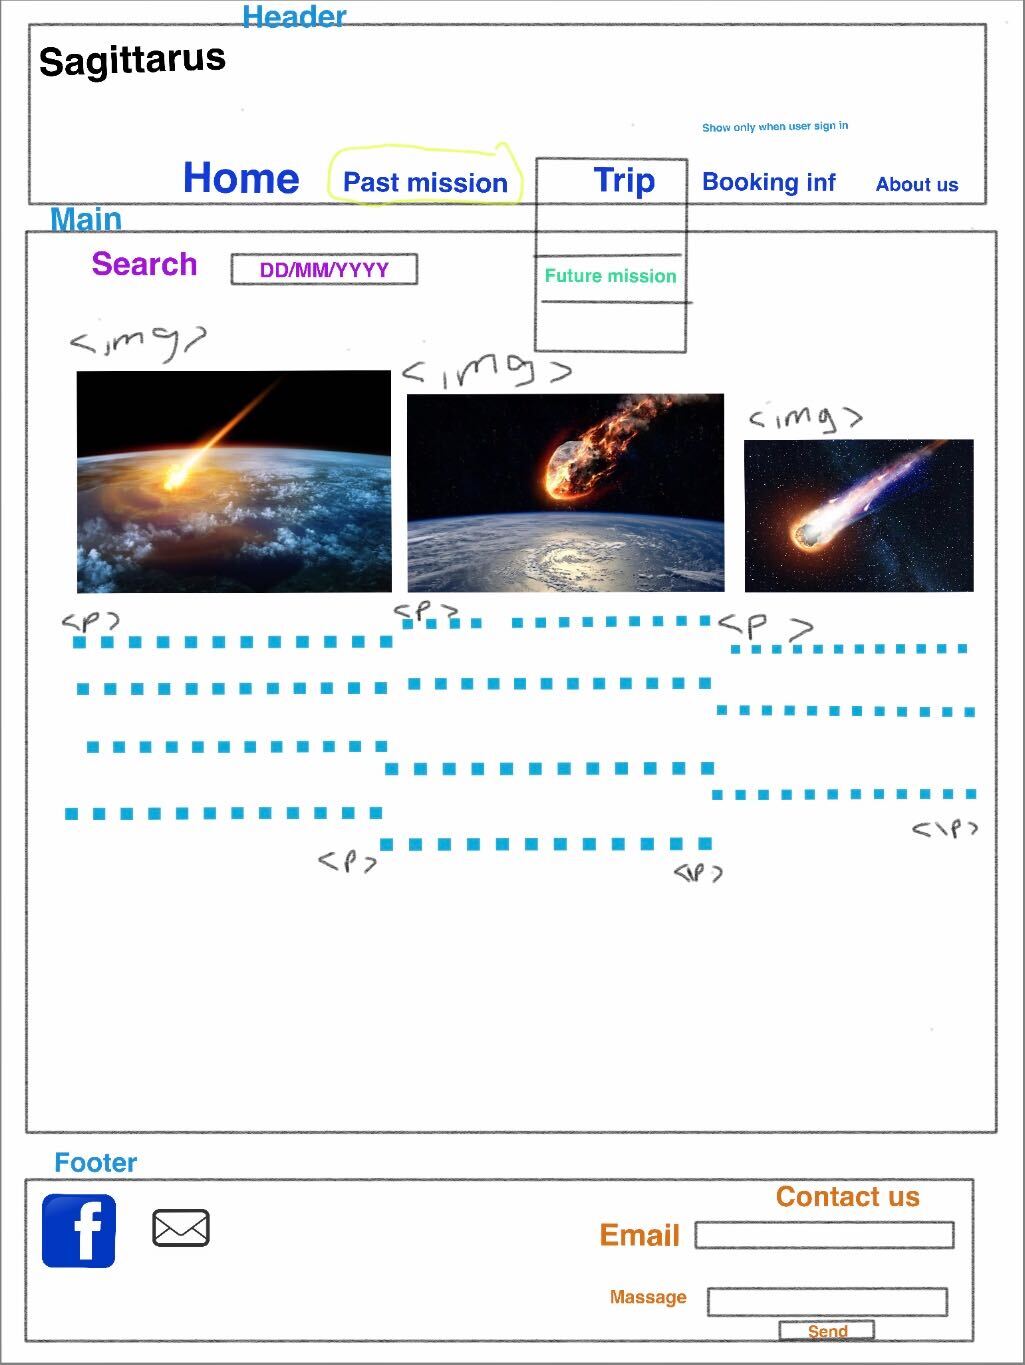 Header
Sagittarus
Show only when user sign in
Home Past mission Trip Booking inf About us
Main
Search DD/MM/YYYY
Future mission
<img>
<img>
<img>
<p>
<p>
<p>
<\p>
<p>
<\p>
Footer
f
Contact us
Email
Massage
Send